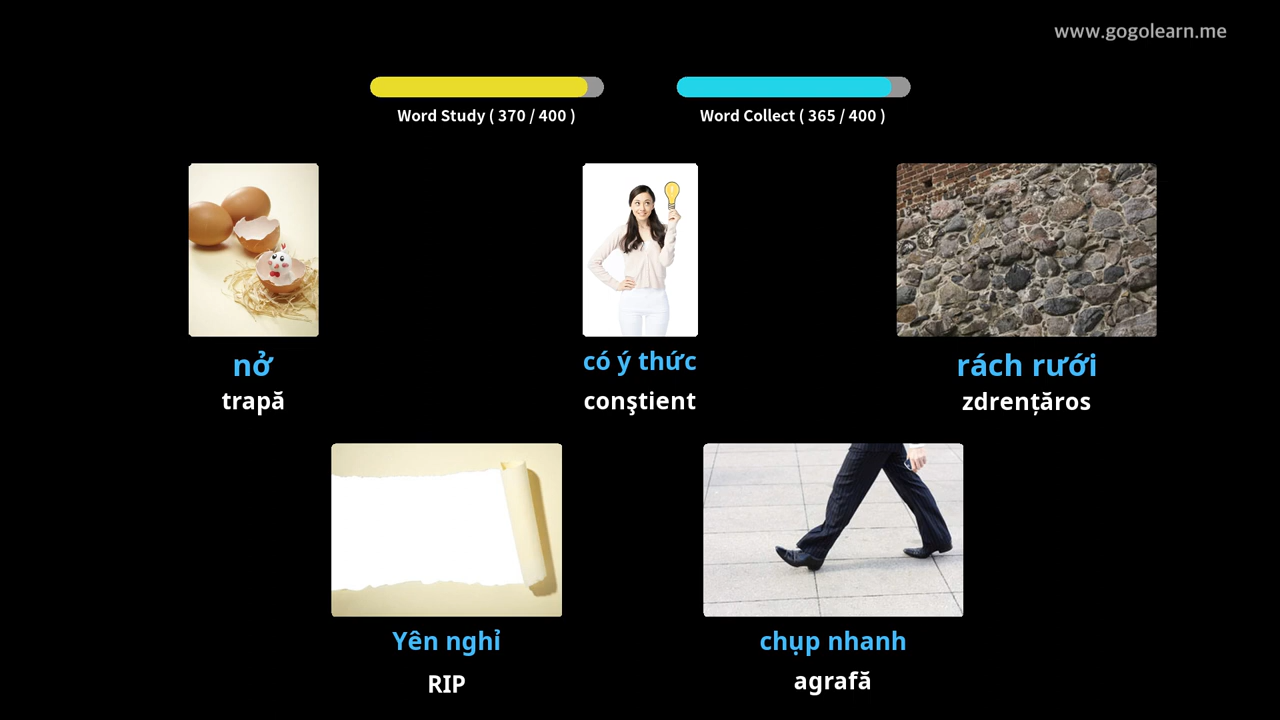 www.gogolearn.me
Word Study ( 370 / 400 )
Word Collect ( 365 / 400 )
nở
trapă
có ý thức
conştient
rách rưới
zdrențăros
Yên nghỉ
RIP
chụp nhanh
agrafă